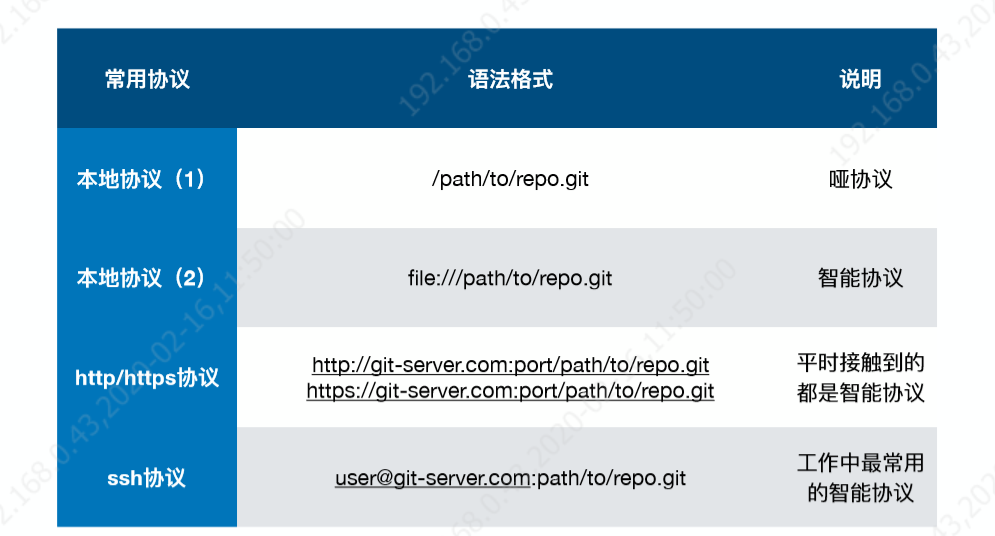 常用协议 语法格式 说明
本地协议（1） /path/to/repo.git 哑协议
本地协议（2） file:///path/to/repo.git 智能协议
http/https协议
http://git-server.com:port/path/to/repo.git
https://git-server.com:port/path/to/repo.git
平时接触到的
都是智能协议
ssh协议 user@git-server.com:path/to/repo.git
工作中最常用
的智能协议
192.168.0.43,2020-02-16,11:50:00